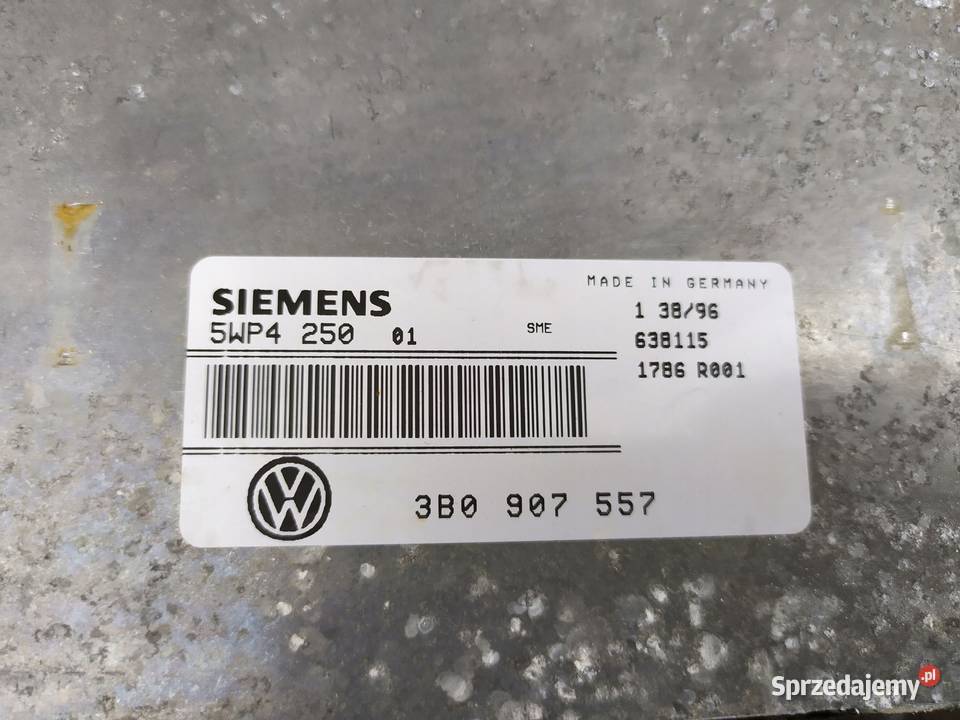 MADE IN GERMANY
SIEMENS
1 38/96
5WP4 250 01 SME
638115
1786 R001
3B0 907 557
Sprzedajemy.pl